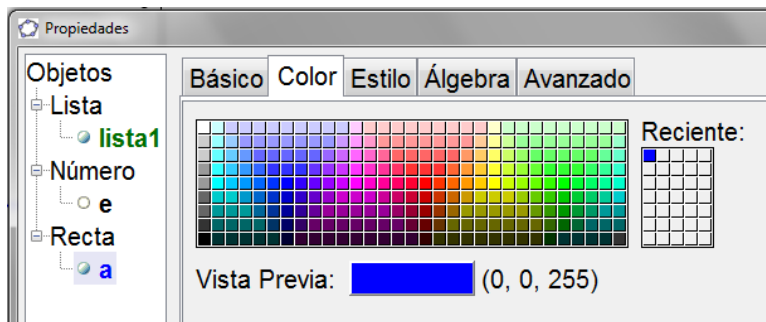 Propiedades
Objetos
Lista
lista1
Número
e
Recta
a
Básico Color Estilo Álgebra Avanzado
Reciente:
Vista Previa: (0, 0, 255)